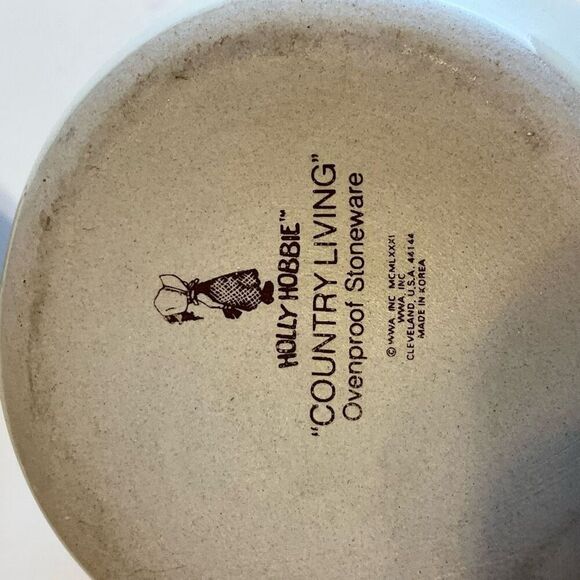 HOLLY HOBBIE™
"COUNTRY LIVING"
Ovenproof Stoneware
© WWA, INC MCMLXXXI
WWA, INC.
CLEVELAND, U.S.A. 44144
MADE IN KOREA